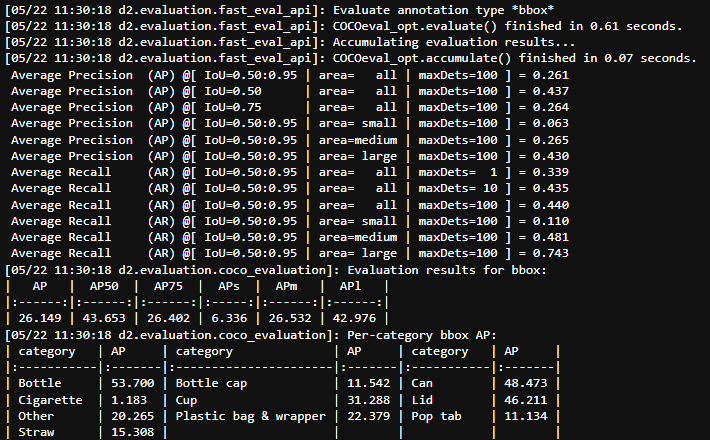 [05/22 11:30:18 d2.evaluation.fast_eval_api]: Evaluate annotation type *bbox*
[05/22 11:30:18 d2.evaluation.fast_eval_api]: COCOeval_opt.evaluate() finished in 0.61 seconds.
[05/22 11:30:18 d2.evaluation.fast_eval_api]: Accumulating evaluation results...
[05/22 11:30:18 d2.evaluation.fast_eval_api]: COCOeval_opt.accumulate() finished in 0.07 seconds.
 Average Precision  (AP) @[ IoU=0.50:0.95 | area=   all | maxDets=100 ] = 0.261
 Average Precision  (AP) @[ IoU=0.50      | area=   all | maxDets=100 ] = 0.437
 Average Precision  (AP) @[ IoU=0.75      | area=   all | maxDets=100 ] = 0.264
 Average Precision  (AP) @[ IoU=0.50:0.95 | area= small | maxDets=100 ] = 0.063
 Average Precision  (AP) @[ IoU=0.50:0.95 | area=medium | maxDets=100 ] = 0.265
 Average Precision  (AP) @[ IoU=0.50:0.95 | area= large | maxDets=100 ] = 0.430
 Average Recall     (AR) @[ IoU=0.50:0.95 | area=   all | maxDets=  1 ] = 0.339
 Average Recall     (AR) @[ IoU=0.50:0.95 | area=   all | maxDets= 10 ] = 0.435
 Average Recall     (AR) @[ IoU=0.50:0.95 | area=   all | maxDets=100 ] = 0.440
 Average Recall     (AR) @[ IoU=0.50:0.95 | area= small | maxDets=100 ] = 0.110
 Average Recall     (AR) @[ IoU=0.50:0.95 | area=medium | maxDets=100 ] = 0.481
 Average Recall     (AR) @[ IoU=0.50:0.95 | area= large | maxDets=100 ] = 0.743
[05/22 11:30:18 d2.evaluation.coco_evaluation]: Evaluation results for bbox:
|   AP   |  AP50  |  AP75  |  APs  |  APm   |  APl   |
|:------:|:------:|:------:|:-----:|:------:|:------:|
| 26.149 | 43.653 | 26.402 | 6.336 | 26.532 | 42.976 |
[05/22 11:30:18 d2.evaluation.coco_evaluation]: Per-category bbox AP:
| category   | AP     | category              | AP     | category   | AP     |
|:-----------|:-------|:----------------------|:-------|:-----------|:-------|
| Bottle     | 53.700 | Bottle cap            | 11.542 | Can        | 48.473 |
| Cigarette  | 1.183  | Cup                   | 31.288 | Lid        | 46.211 |
| Other      | 20.265 | Plastic bag & wrapper | 22.379 | Pop tab    | 11.134 |
| Straw      | 15.308 |                       |        |            |        |